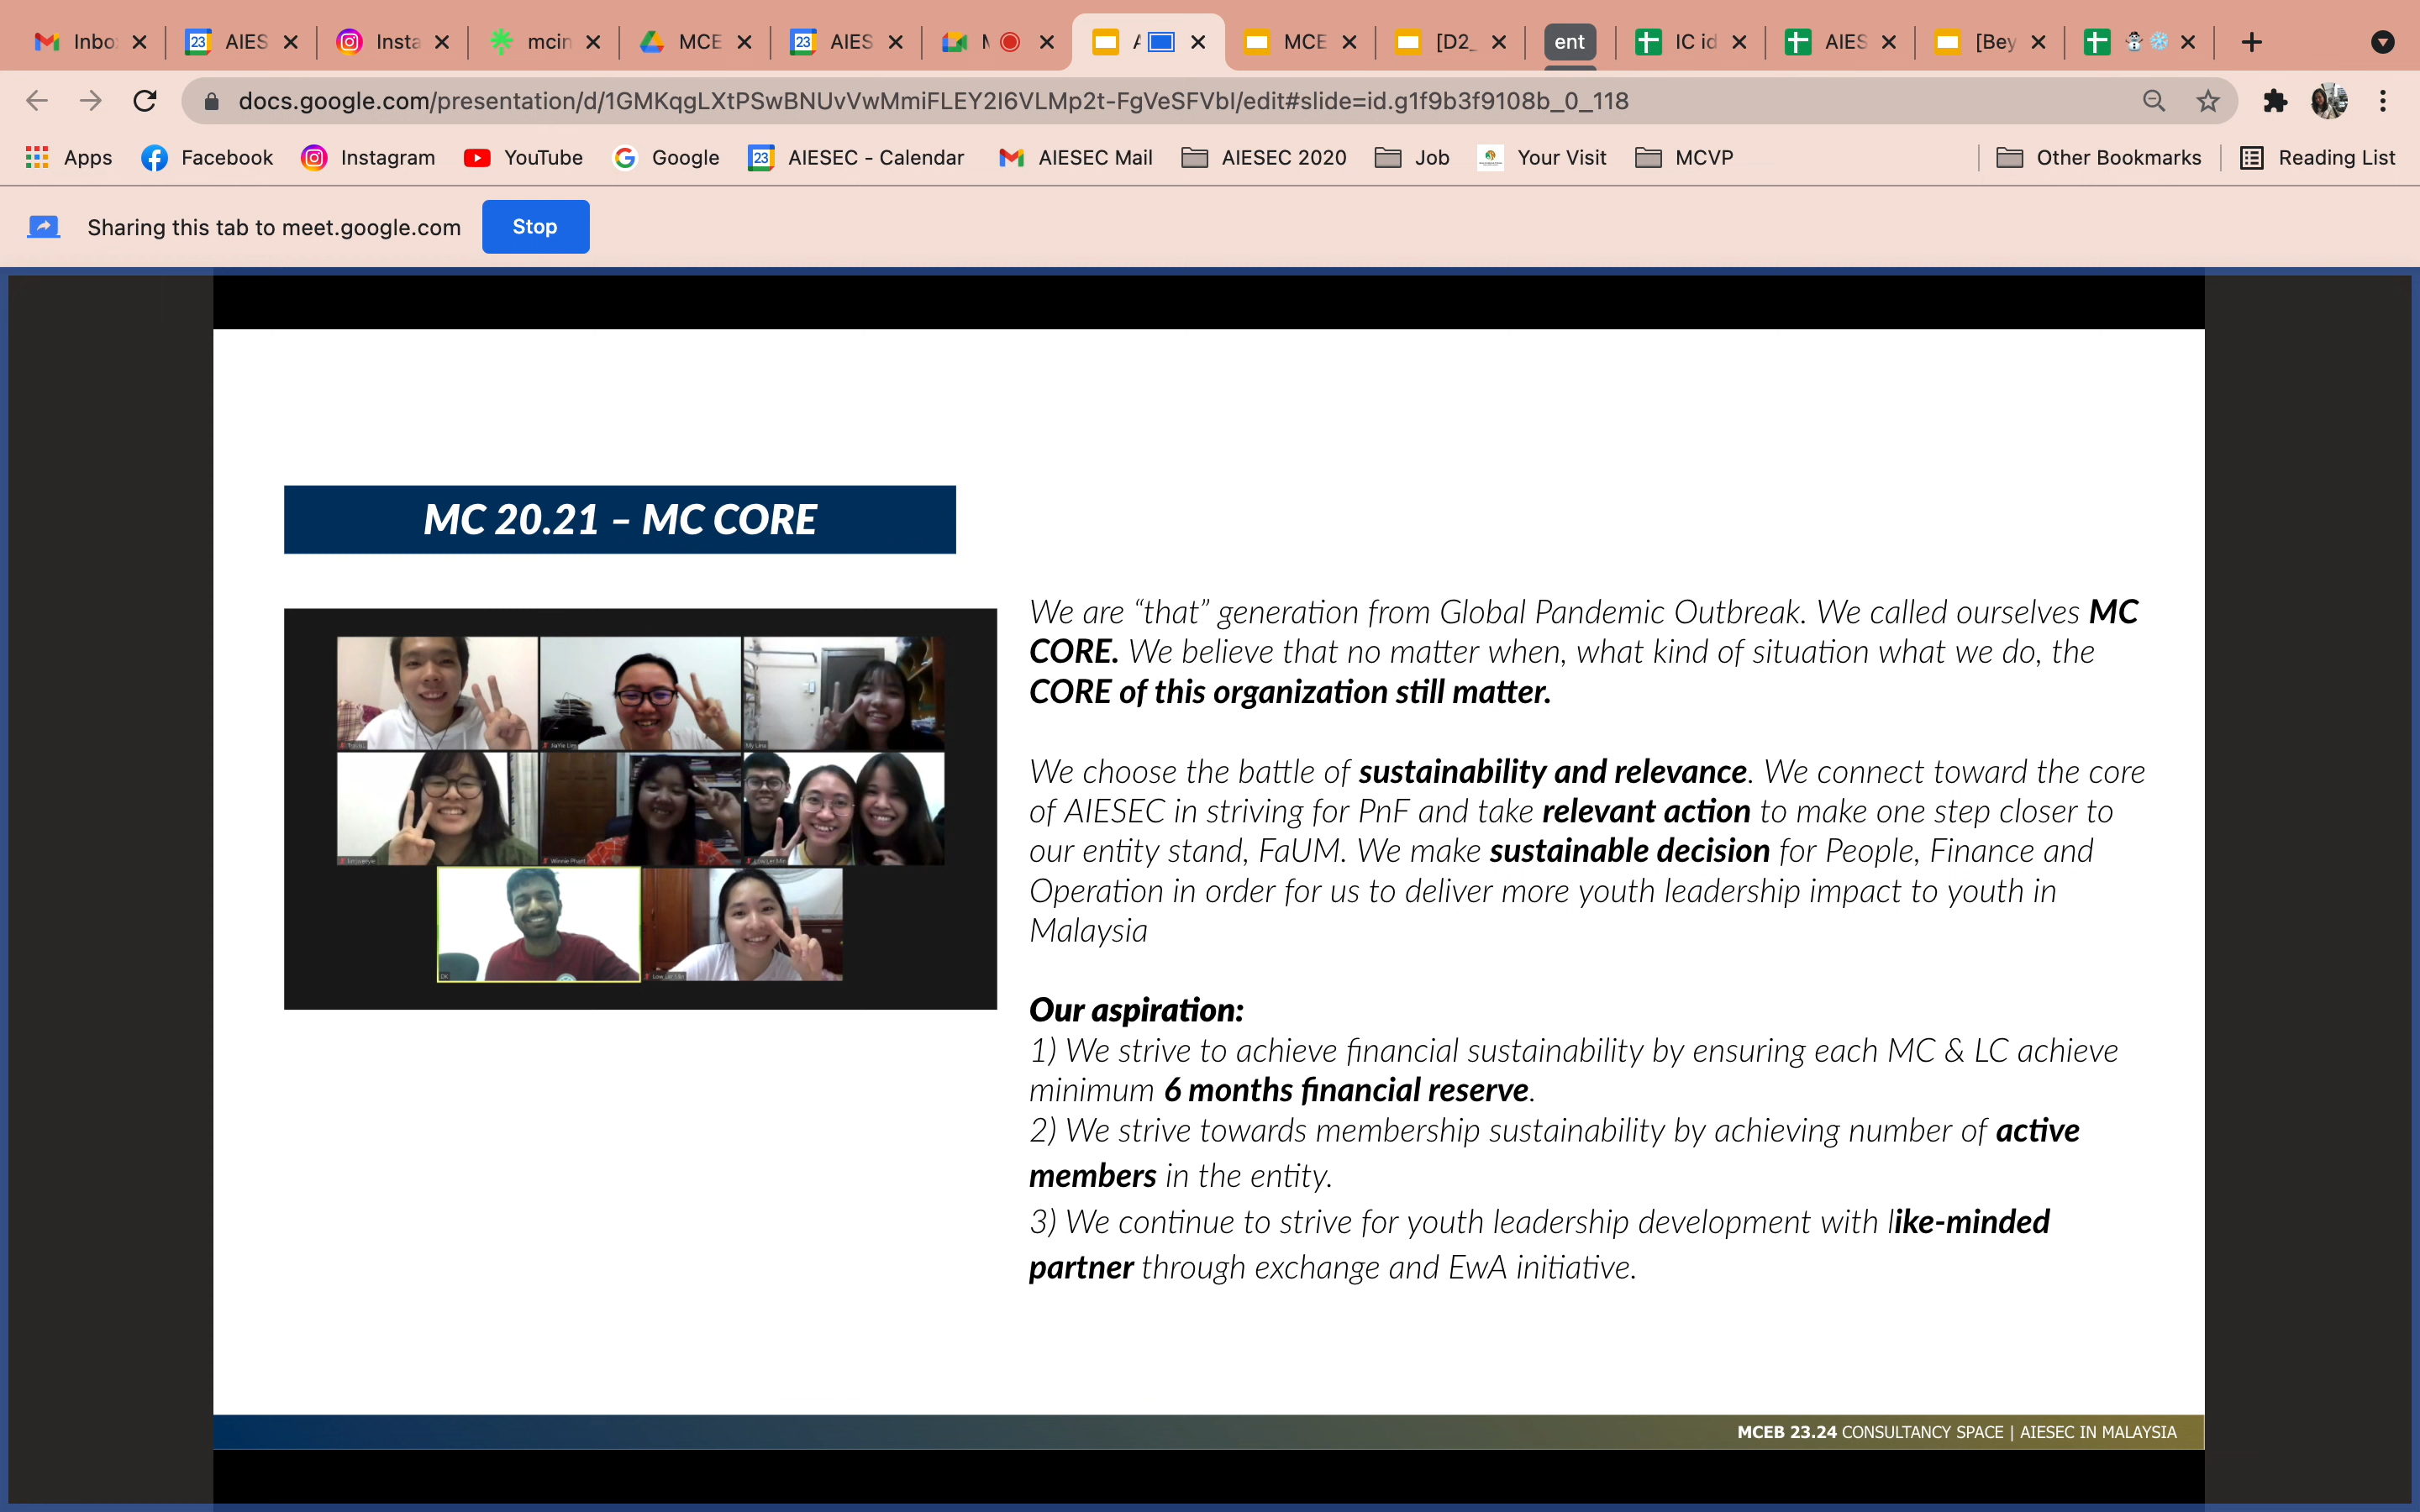 Inbo
AIES
Insta
mcin
MCE
AIES
MCE
[D2_
ent
IC id
AIES
[Bey
docs.google.com/presentation/d/1GMKqgLXtPSwBNUvVwMmiFLEY2I6VLMp2t-FgVeSFVbI/edit#slide=id.g1f9b3f9108b_0_118
Apps
Facebook
Instagram
YouTube
Google
23
AIESEC - Calendar
AIESEC Mail
AIESEC 2020
Job
Your Visit
MCVP
Other Bookmarks
Reading List
Sharing this tab to meet.google.com
Stop
MC 20.21 – MC CORE
We are “that” generation from Global Pandemic Outbreak. We called ourselves MC
CORE. We believe that no matter when, what kind of situation what we do, the
CORE of this organization still matter.
We choose the battle of sustainability and relevance. We connect toward the core
of AIESEC in striving for PnF and take relevant action to make one step closer to
our entity stand, FaUM. We make sustainable decision for People, Finance and
Operation in order for us to deliver more youth leadership impact to youth in
Malaysia
Our aspiration:
1) We strive to achieve financial sustainability by ensuring each MC & LC achieve
minimum 6 months financial reserve.
2) We strive towards membership sustainability by achieving number of active
members in the entity.
3) We continue to strive for youth leadership development with like-minded
partner through exchange and EwA initiative.
MCEB 23.24 CONSULTANCY SPACE | AIESEC IN MALAYSIA